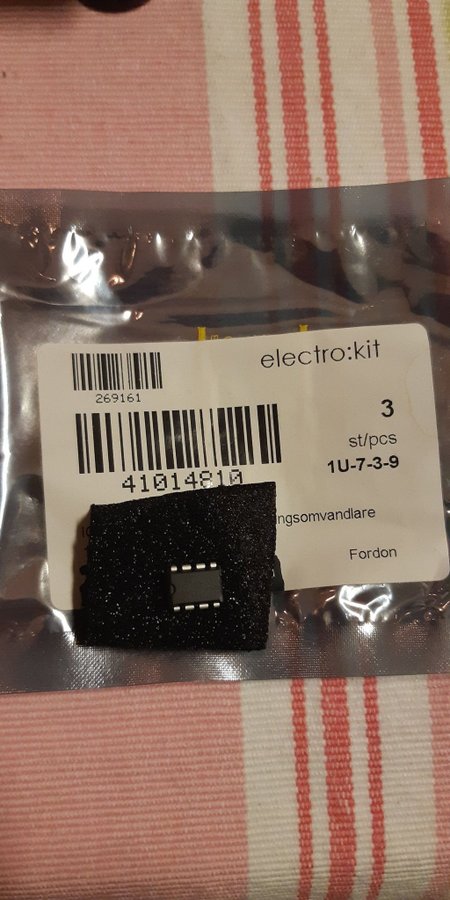 electro:kit
269161
3
st/pcs
1U-7-3-9
41014810
ngsomvandlare
Fordon